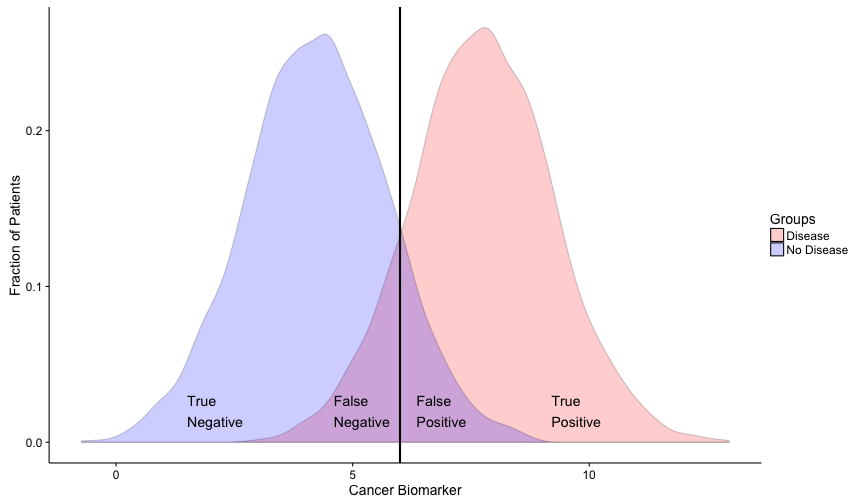 Fraction of Patients
0.2
0.1
0.0
True
Negative
False
Negative
False
Positive
True
Positive
0
5
10
Cancer Biomarker
Groups
Disease
No Disease